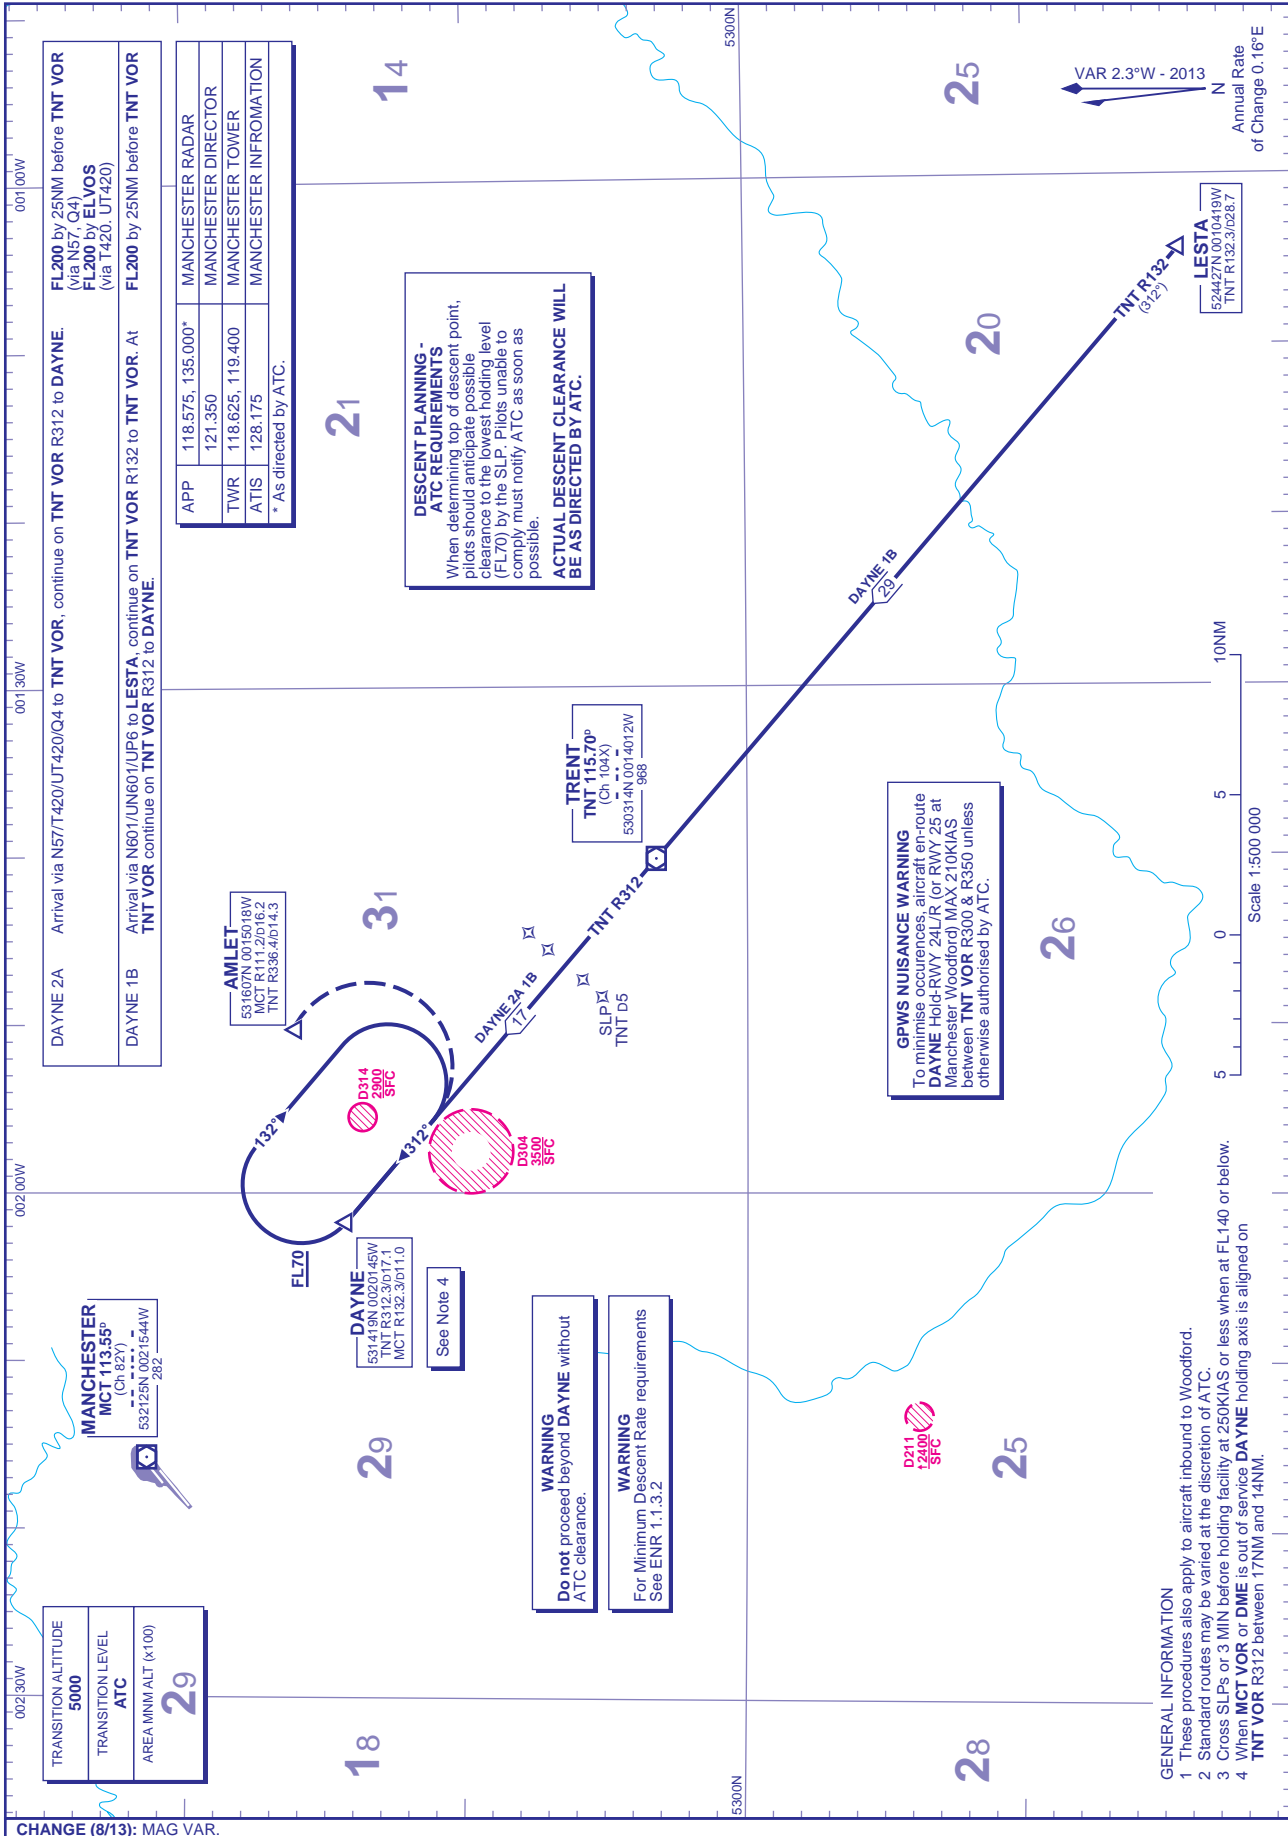 TRANSITION ALTITUDE
5000
TRANSITION LEVEL
ATC
AREA MNM ALT (x100)
29
DAYNE 2A Arrival via N57/T420/UT420/Q4 to TNT VOR, continue on TNT VOR R312 to DAYNE. FL200 by 25NM before TNT VOR
(via N57, Q4)
FL200 by ELVOS
(via T420. UT420)
DAYNE 1B Arrival via N601/UN601/UP6 to LESTA, continue on TNT VOR R132 to TNT VOR. At FL200 by 25NM before TNT VOR
TNT VOR continue on TNT VOR R312 to DAYNE.
APP 118.575, 135.000* MANCHESTER RADAR
121.350 MANCHESTER DIRECTOR
TWR 118.625, 119.400 MANCHESTER TOWER
ATIS 128.175 MANCHESTER INFROMATION
* As directed by ATC.
002 30W
002 00W
001 30W
001 00W
MANCHESTER
MCT 113.55º
(Ch 82Y)
532125N 0021544W
282
AMLET
531607N 0015018W
MCT R111.2/D16.2
TNT R336.4/D14.3
132°
312°
FL70
D314
2900
SFC
D304
3500
SFC
DAYNE
531419N 0020145W
TNT R312.3/D17.1
MCT R132.3/D11.0
See Note 4
DAYNE 2A 1B
17
SLP
TNT D5
TNT R312
TRENT
TNT 115.70º
(Ch 104X)
530314N 0014012W
968
DESCENT PLANNING -
ATC REQUIREMENTS
When determining top of descent point,
pilots should anticipate possible
clearance to the lowest holding level
(FL70) by the SLP. Pilots unable to
comply must notify ATC as soon as
possible.
ACTUAL DESCENT CLEARANCE WILL
BE AS DIRECTED BY ATC.
WARNING
Do not proceed beyond DAYNE without
ATC clearance.
WARNING
For Minimum Descent Rate requirements
See ENR 1.1.3.2
18
29
31
21
14
5300N
5300N
DAYNE 1B
29
TNT R132
(312°)
LESTA
524427N 0010419W
TNT R132.3/D28.7
GPWS NUISANCE WARNING
To minimise occurences, aircraft en-route
DAYNE Hold-RWY 24L/R (or RWY 25 at
Manchester Woodford) MAX 210KIAS
between TNT VOR R300 & R350 unless
otherwise authorised by ATC.
D211
†2400
SFC
28
25
26
20
25
VAR 2.3°W - 2013
N
Annual Rate
of Change 0.16°E
GENERAL INFORMATION
1 These procedures also apply to aircraft inbound to Woodford.
2 Standard routes may be varied at the discretion of ATC.
3 Cross SLPs or 3 MIN before holding facility at 250KIAS or less when at FL140 or below.
4 When MCT VOR or DME is out of service DAYNE holding axis is aligned on
TNT VOR R312 between 17NM and 14NM.
5 0 5 10NM
Scale 1:500 000
CHANGE (8/13): MAG VAR.